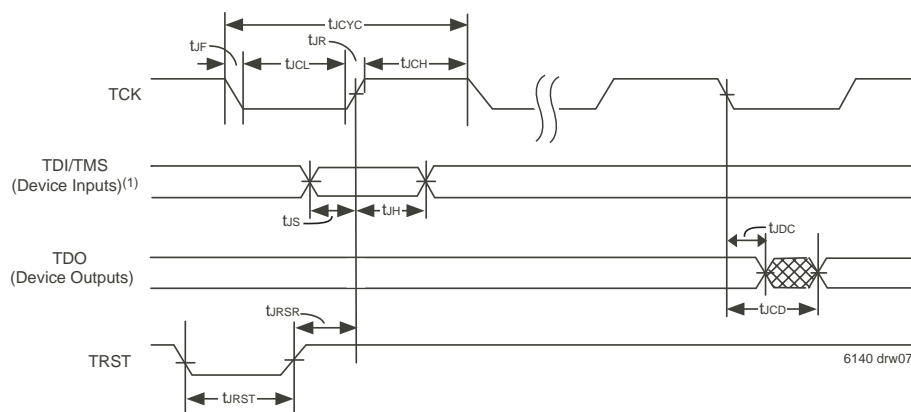 tJCYC
tJF
tJR
tJCL
tJCH
TCK
TDI/TMS
(Device Inputs)(1)
tJS
tJH
tJDC
TDO
(Device Outputs)
tJCD
tJRSR
TRST
6140 drw07
tJRST